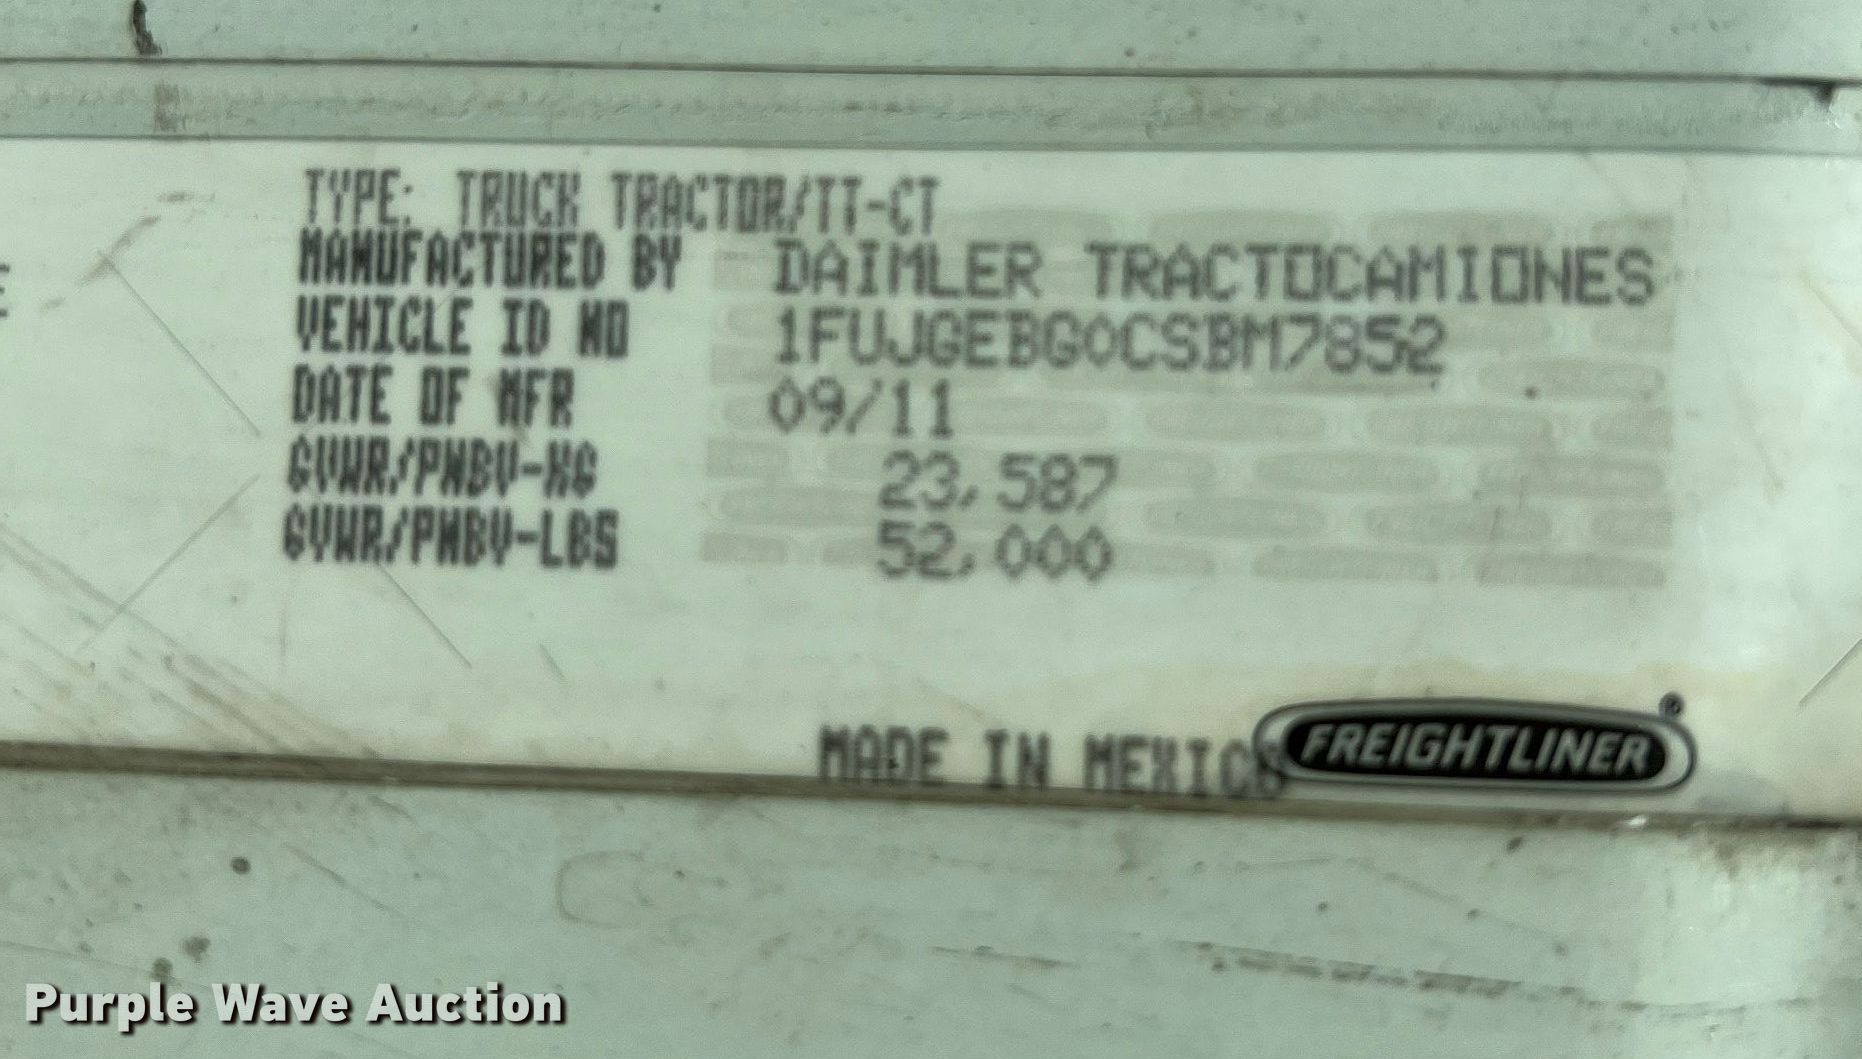 TYPE: TRUCK TRACTOR/TT-CT
MANUFACTURED BY DAIMLER TRACTOCAMIONES
VEHICLE ID NO 1FUJGEBG0CSBM7852
DATE OF MFR 09/11
GVWR/PNBV-KG 23,587
GVWR/PNBV-LBS 52,000
MADE IN MEXICO
FREIGHTLINER®
Purple Wave Auction